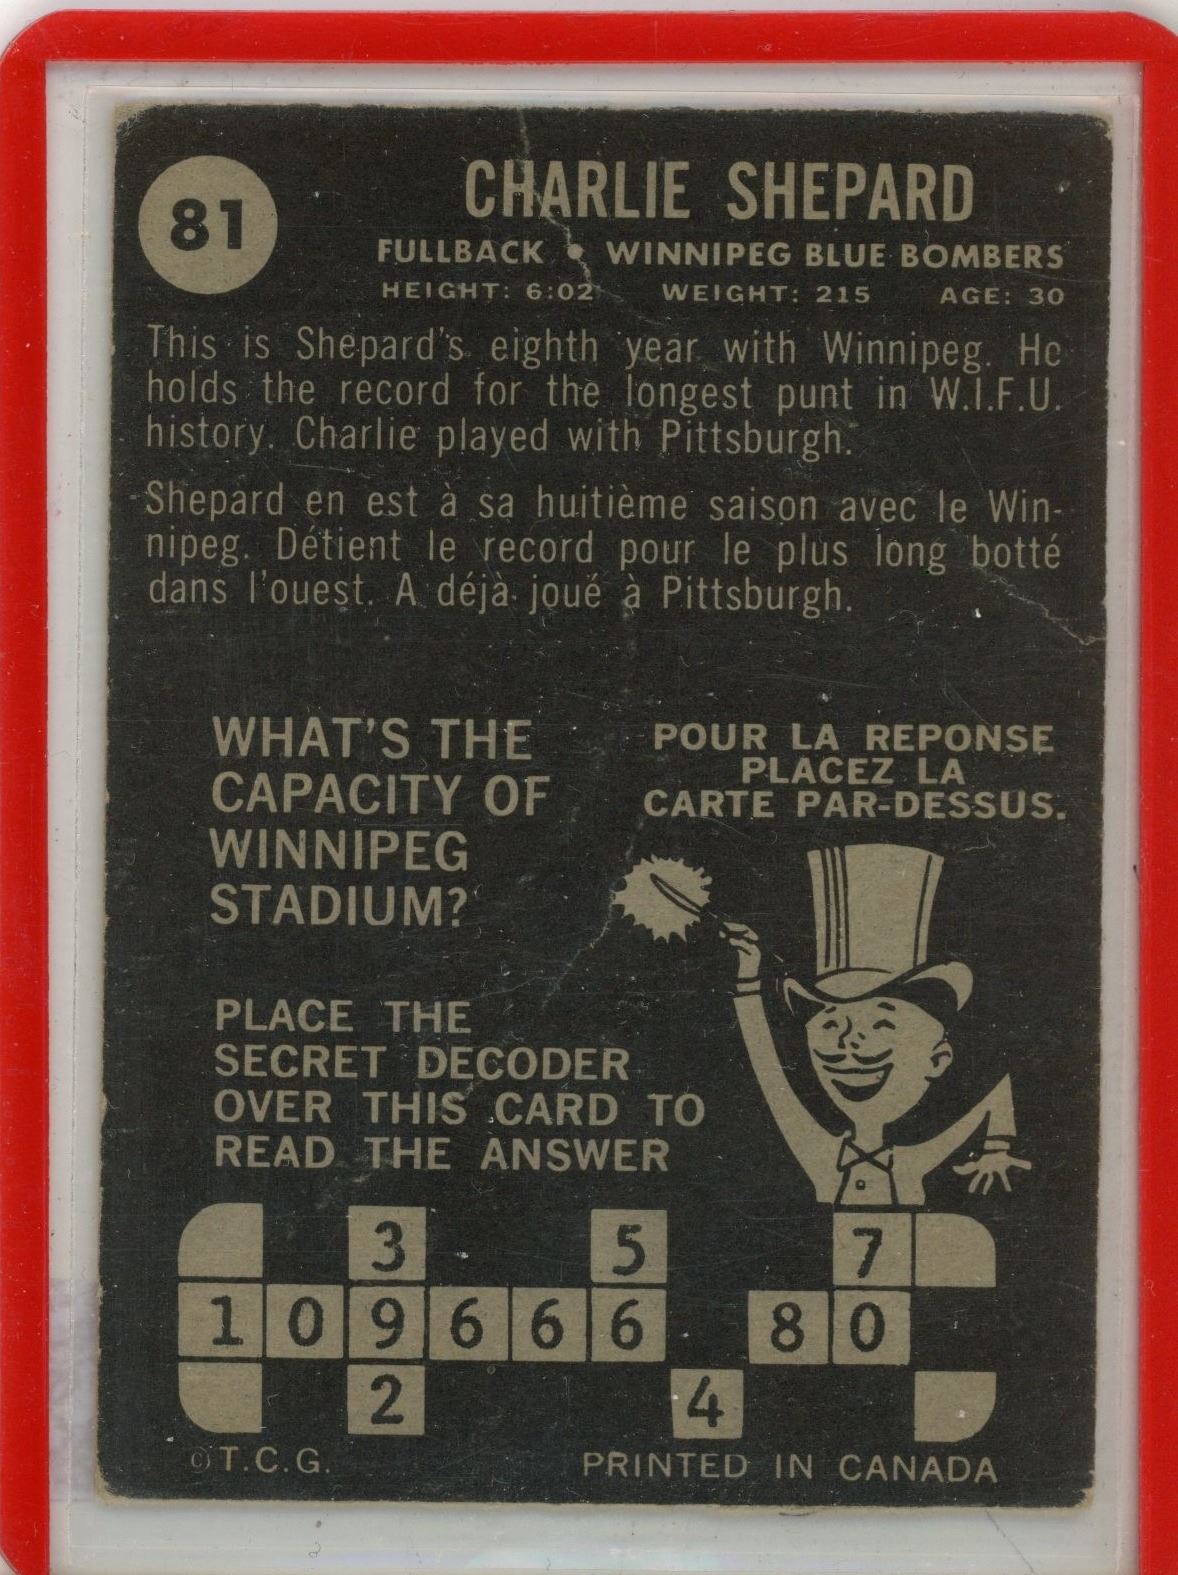 81
CHARLIE SHEPARD
FULLBACK • WINNIPEG BLUE BOMBERS
HEIGHT: 6:02 WEIGHT: 215 AGE: 30
This is Shepard's eighth year with Winnipeg. He
holds the record for the longest punt in W.I.F.U.
history. Charlie played with Pittsburgh.
Shepard en est à sa huitième saison avec le Win-
nipeg. Détient le record pour le plus long botté
dans l'ouest. A déjà joué à Pittsburgh.
WHAT'S THE
CAPACITY OF
WINNIPEG
STADIUM?
POUR LA REPONSE
PLACEZ LA
CARTE PAR-DESSUS.
PLACE THE
SECRET DECODER
OVER THIS CARD TO
READ THE ANSWER
3 5 7
1 0 9 6 6 6 8 0
2 4
© T.C.G. PRINTED IN CANADA